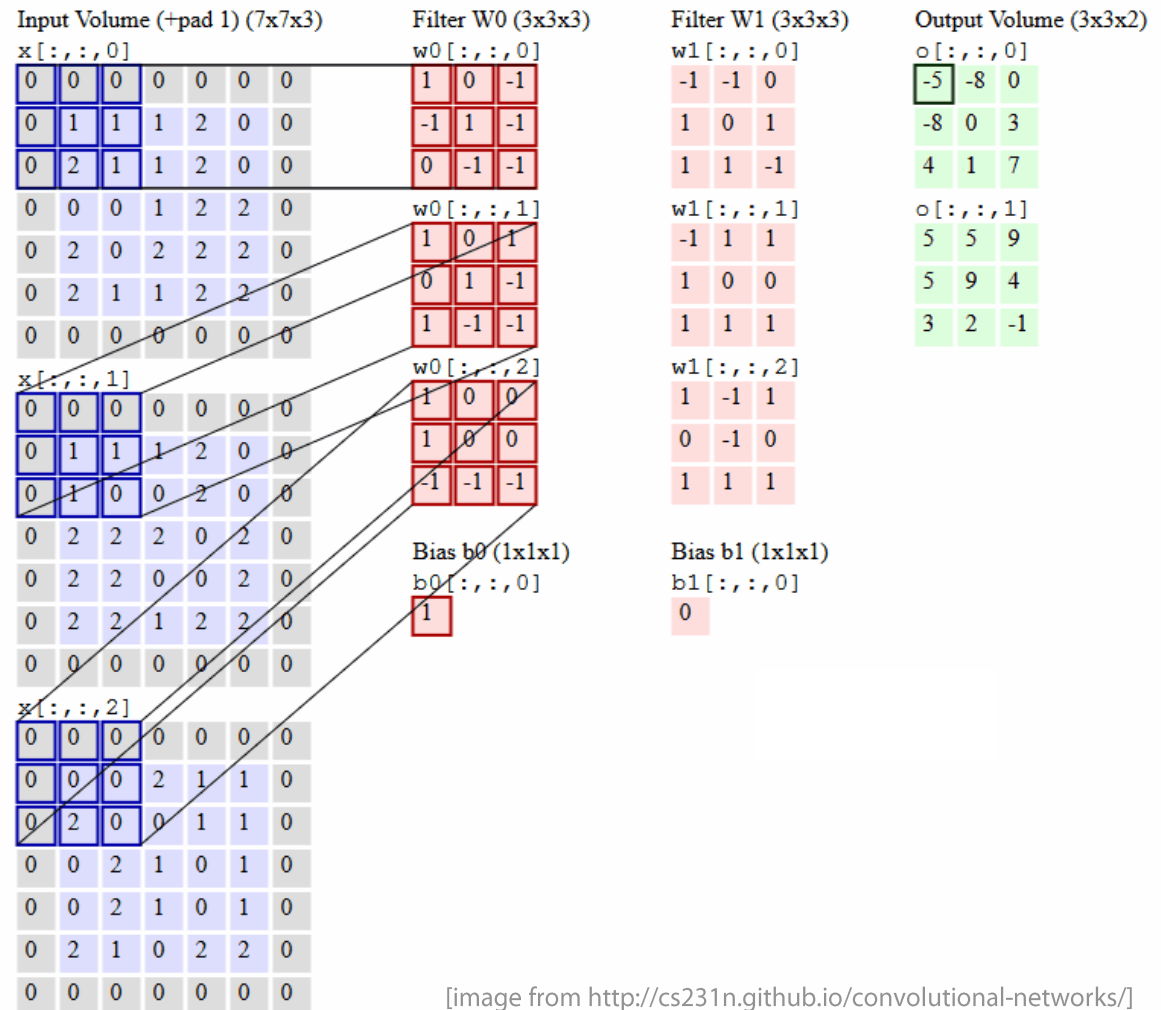 Input Volume (+pad 1) (7x7x3)
x[:,:,0]
0 0 0 0 0 0 0
0 1 1 1 2 0 0
0 2 1 1 2 0 0
0 0 0 1 2 2 0
0 2 0 2 2 2 0
0 2 1 1 2 2 0
0 0 0 0 0 0 0
x[:,:,1]
0 0 0 0 0 0 0
0 1 1 1 2 0 0
0 1 0 0 2 0 0
0 2 2 2 0 2 0
0 2 2 0 0 2 0
0 2 2 1 2 2 0
0 0 0 0 0 0 0
x[:,:,2]
0 0 0 0 0 0 0
0 0 0 2 1 1 0
0 2 0 0 1 1 0
0 0 2 1 0 1 0
0 0 2 1 0 1 0
0 2 1 0 2 2 0
0 0 0 0 0 0 0
Filter W0 (3x3x3)
w0[:,:,0]
1 0 -1
-1 1 -1
0 -1 -1
w0[:,:,1]
1 0 1
0 1 -1
1 -1 -1
w0[:,:,2]
1 0 0
1 0 0
-1 -1 -1
Bias b0 (1x1x1)
b0[:,:,0]
1
Filter W1 (3x3x3)
w1[:,:,0]
-1 -1 0
1 0 1
1 1 -1
w1[:,:,1]
-1 1 1
1 0 0
1 1 1
w1[:,:,2]
1 -1 1
0 -1 0
1 1 1
Bias b1 (1x1x1)
b1[:,:,0]
0
Output Volume (3x3x2)
o[:,:,0]
-5 -8 0
-8 0 3
4 1 7
o[:,:,1]
5 5 9
5 9 4
3 2 -1
[image from http://cs231n.github.io/convolutional-networks/]